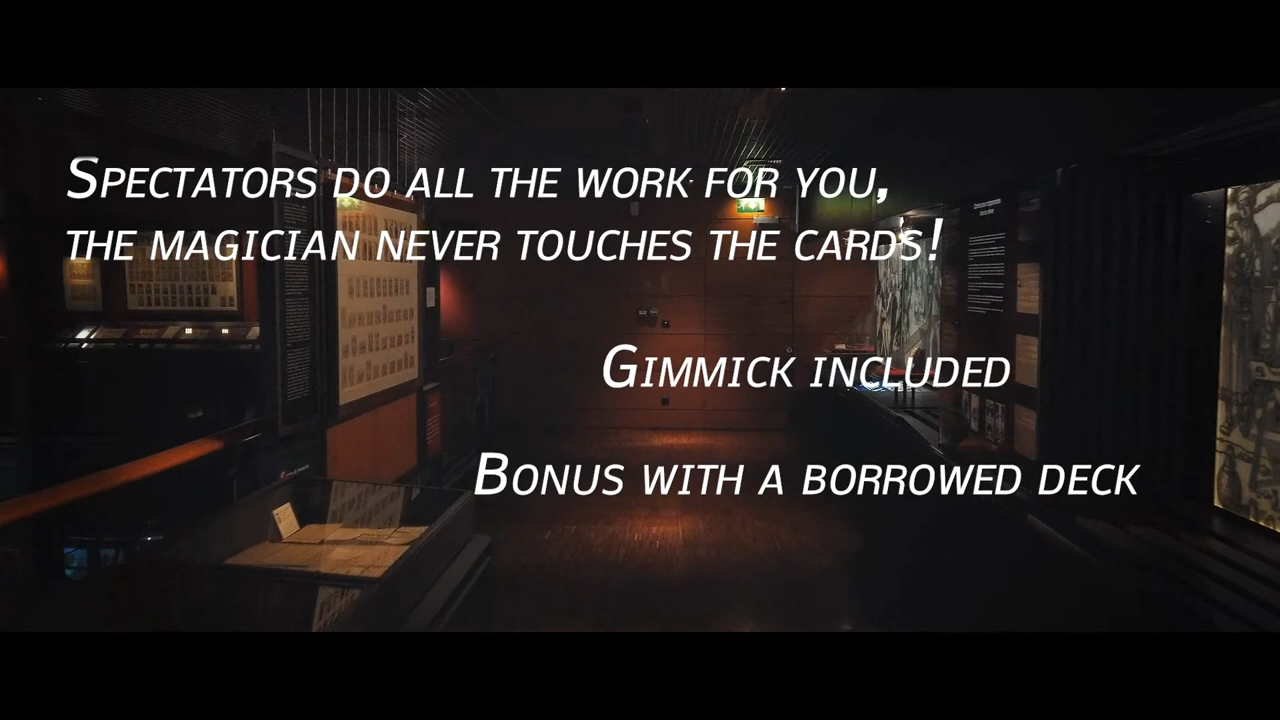 Spectators do all the work for you,
the magician never touches the cards!
Gimmick included
Bonus with a borrowed deck